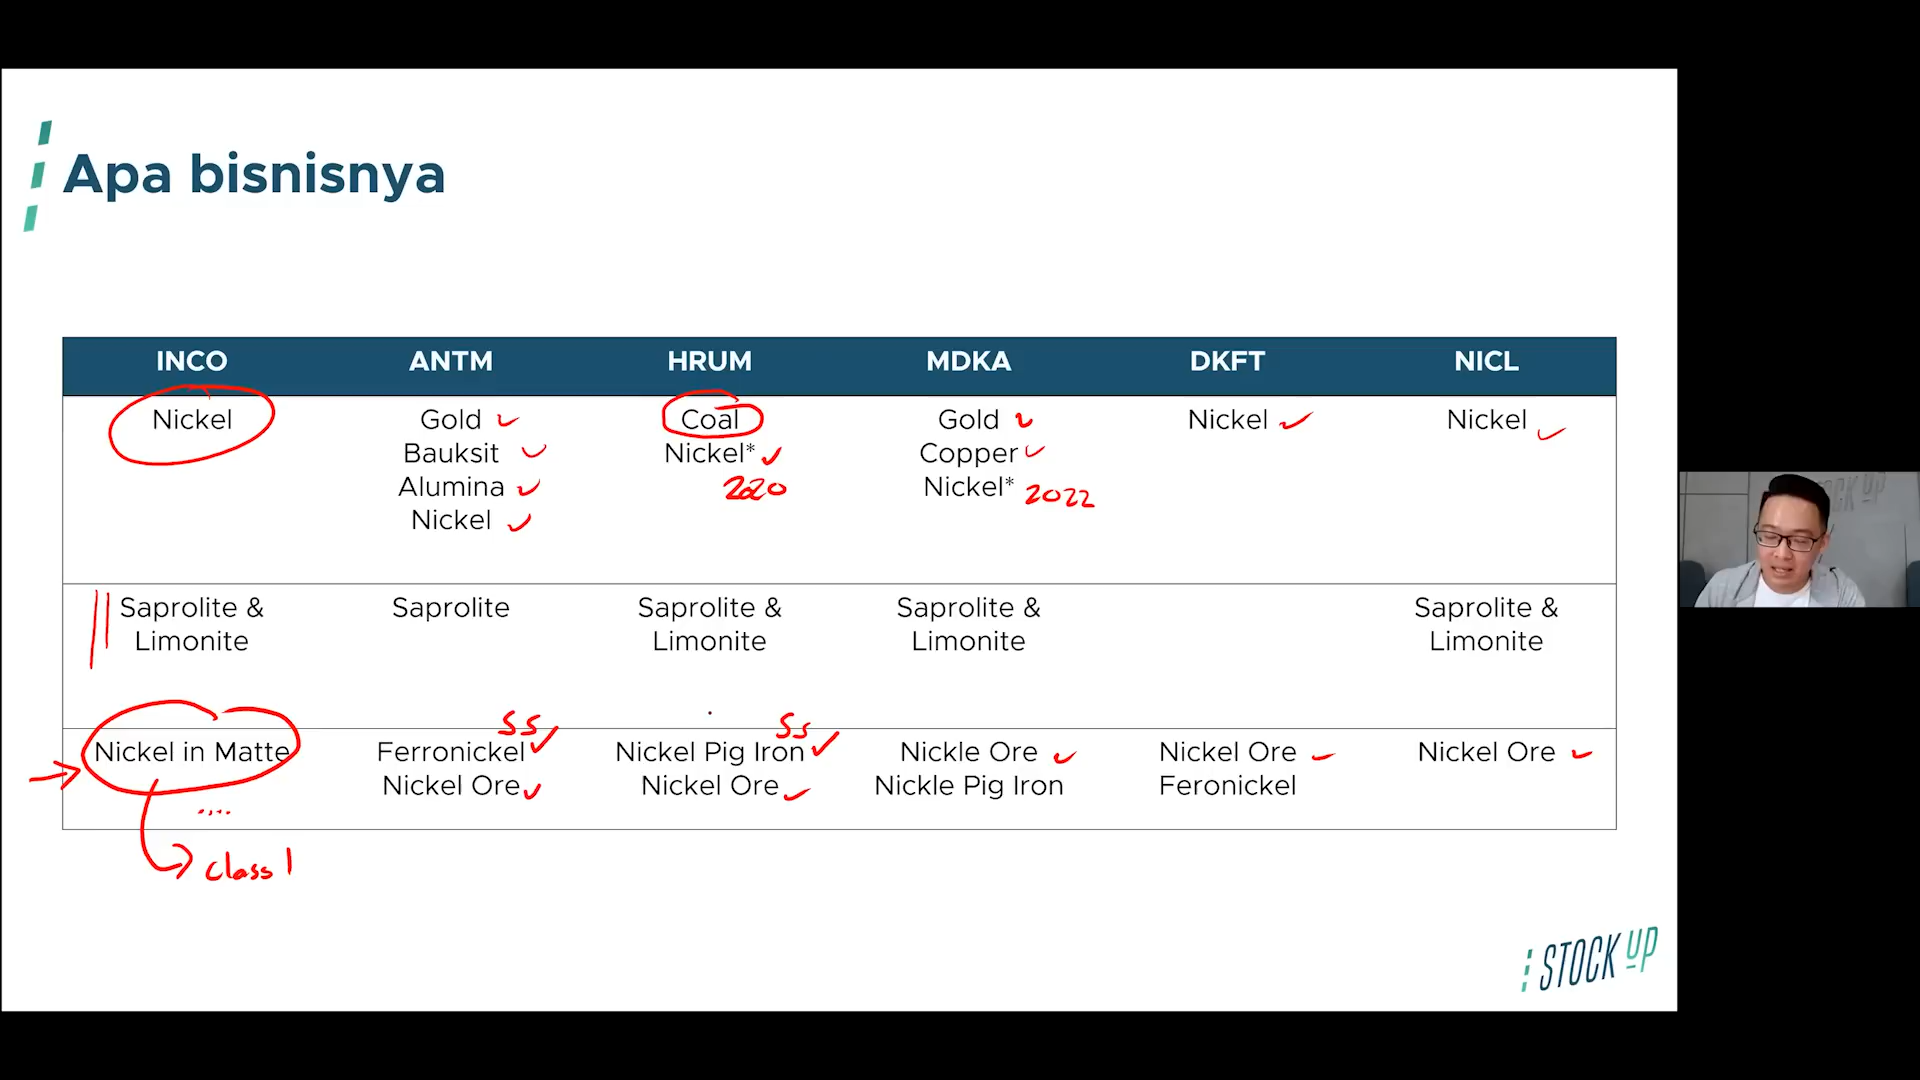 Apa bisnisnya
INCO ANTM HRUM MDKA DKFT NICL
Nickel Gold Coal Gold Nickel Nickel
Bauksit Nickel* Copper
Alumina 2020 Nickel* 2022
Nickel
Saprolite & Saprolite Saprolite & Saprolite & Saprolite &
Limonite Limonite Limonite Limonite
SS SS
Nickel in Matte Ferronickel Nickel Pig Iron Nickle Ore Nickel Ore Nickel Ore
Nickel Ore Nickel Ore Nickle Pig Iron Feronickel
class 1
STOCK UP